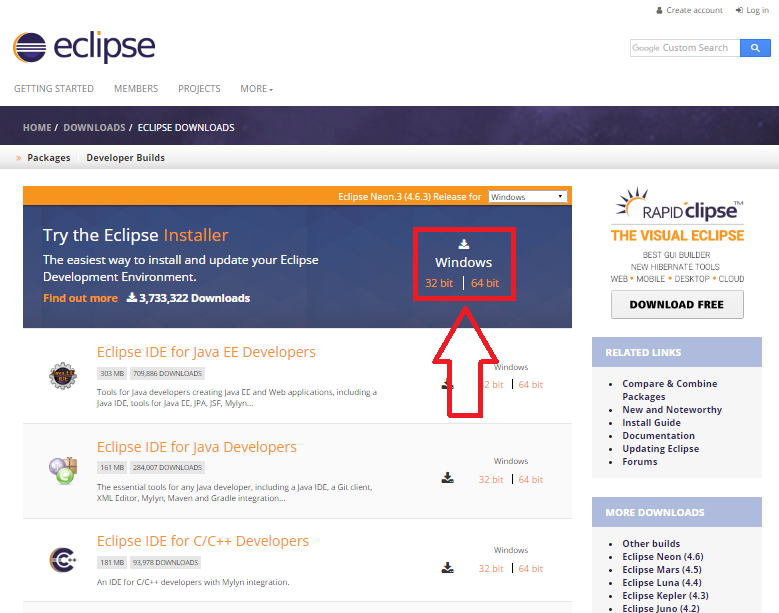 Create account
Log in
eclipse
Google Custom Search
GETTING STARTED MEMBERS PROJECTS MORE
HOME / DOWNLOADS / ECLIPSE DOWNLOADS
» Packages Developer Builds
Eclipse Neon.3 (4.6.3) Release for Windows
Try the Eclipse Installer
The easiest way to install and update your Eclipse
Development Environment.
Find out more 3,733,322 Downloads
Windows
32 bit | 64 bit
Eclipse IDE for Java EE Developers
303 MB 709,886 DOWNLOADS
Tools for Java developers creating Java EE and Web applications, including a
Java IDE, tools for Java EE, JPA, JSF, Mylyn...
Windows
2 bit | 64 bit
Eclipse IDE for Java Developers
161 MB 284,007 DOWNLOADS
The essential tools for any Java developer, including a Java IDE, a Git client,
XML Editor, Mylyn, Maven and Gradle integration...
Windows
32 bit | 64 bit
Eclipse IDE for C/C++ Developers
181 MB 93,978 DOWNLOADS
An IDE for C/C++ developers with Mylyn integration.
Windows
32 bit | 64 bit
RAPIDclipse™
THE VISUAL ECLIPSE
BEST GUI BUILDER
NEW HIBERNATE TOOLS
WEB • MOBILE • DESKTOP • CLOUD
DOWNLOAD FREE
RELATED LINKS
Compare & Combine
Packages
New and Noteworthy
Install Guide
Documentation
Updating Eclipse
Forums
MORE DOWNLOADS
Other builds
Eclipse Neon (4.6)
Eclipse Mars (4.5)
Eclipse Luna (4.4)
Eclipse Kepler (4.3)
Eclipse Juno (4.2)